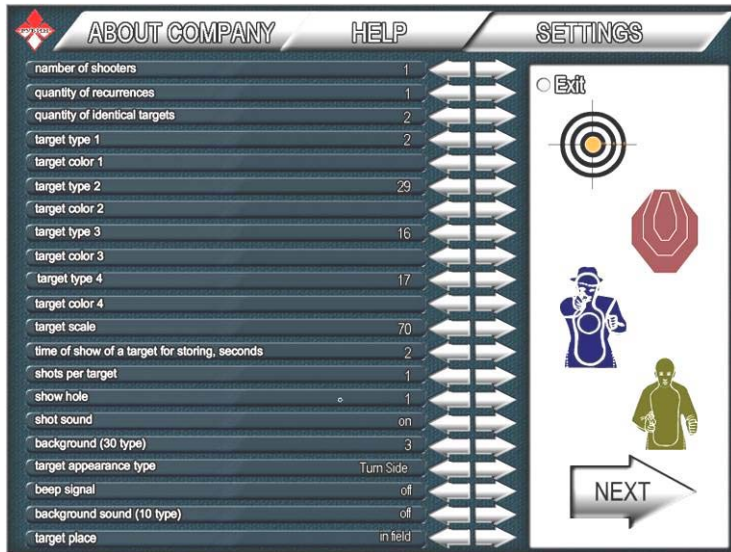 ABOUT COMPANY HELP SETTINGS
namber of shooters 1
quantity of recurrences 1
quantity of identical targets 2
target type 1 2
target color 1
target type 2 29
target color 2
target type 3 16
target color 3
target type 4 17
target color 4
target scale 70
time of show of a target for storing, seconds 2
shots per target 1
show hole 1
shot sound on
background (30 type) 3
target appearance type Turn Side
beep signal off
background sound (10 type) off
target place in field
Exit
NEXT